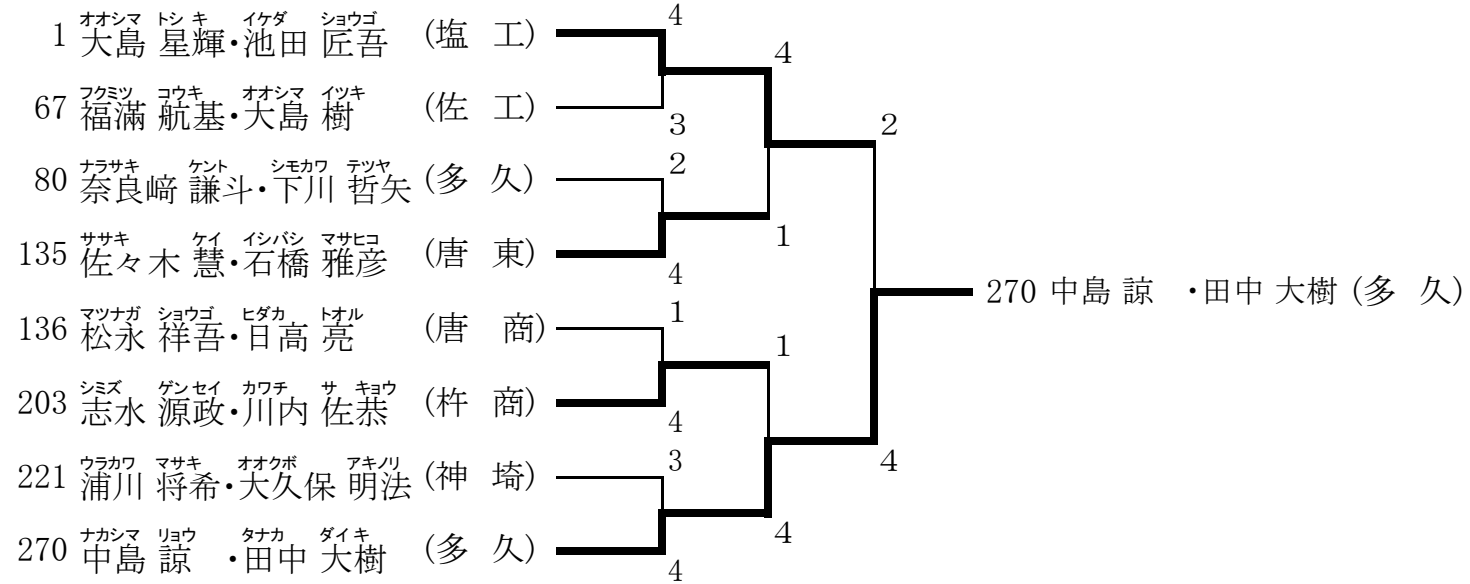 オオシマ トシキ イケダ ショウゴ
1 大島 星輝・池田 匠吾 (塩 工) 4
4
フクミツ コウキ オオシマ イツキ
67 福満 航基・大島 樹 (佐 工) 3
2
ナラサキ ケント シモカワ テツヤ
80 奈良﨑 謙斗・下川 哲矢 (多 久) 2
1
ササキ ケイ イシバシ マサヒコ
135 佐々木 慧・石橋 雅彦 (唐 東) 4
270 中島 諒 ・田中 大樹 (多 久)
マツナガ ショウゴ ヒダカ トオル
136 松永 祥吾・日高 亮 (唐 商) 1
1
シミズ ゲンセイ カワチ サキョウ
203 志水 源政・川内 佐恭 (杵 商) 4
4
ウラカワ マサキ オオクボ アキノリ
221 浦川 将希・大久保 明法 (神 埼) 3
4
ナカシマ リョウ タナカ ダイキ
270 中島 諒 ・田中 大樹 (多 久) 4